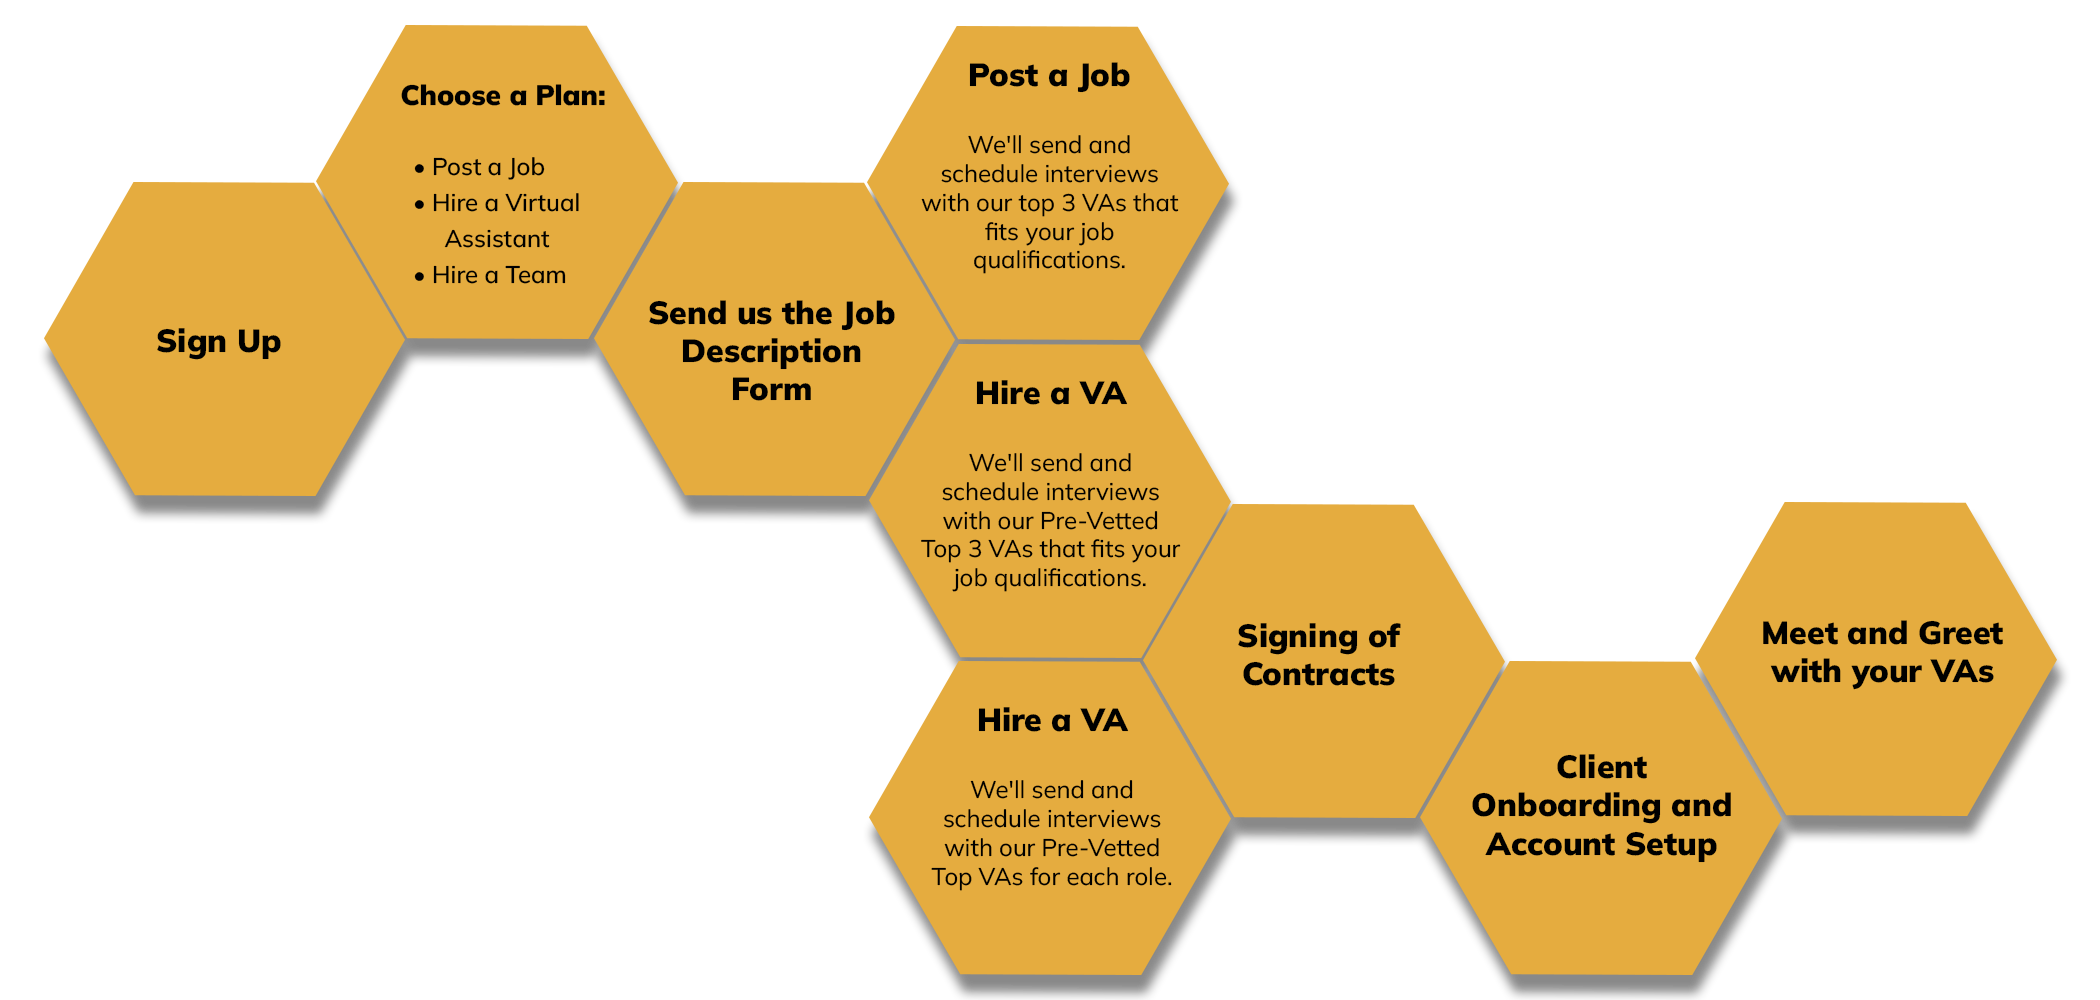 Sign Up
Choose a Plan:
• Post a Job
• Hire a Virtual
Assistant
• Hire a Team
Send us the Job
Description
Form
Post a Job
We'll send and
schedule interviews
with our top 3 VAs that
fits your job
qualifications.
Hire a VA
We'll send and
schedule interviews
with our Pre-Vetted
Top 3 VAs that fits your
job qualifications.
Hire a VA
We'll send and
schedule interviews
with our Pre-Vetted
Top VAs for each role.
Signing of
Contracts
Client
Onboarding and
Account Setup
Meet and Greet
with your VAs